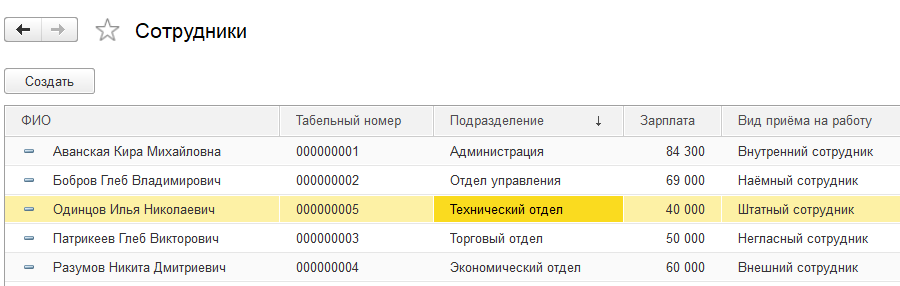 Сотрудники
Создать
ФИО Табельный номер Подразделение ↓ Зарплата Вид приёма на работу
Аванская Кира Михайловна 000000001 Администрация 84 300 Внутренний сотрудник
Бобров Глеб Владимирович 000000002 Отдел управления 69 000 Наёмный сотрудник
Одинцов Илья Николаевич 000000005 Технический отдел 40 000 Штатный сотрудник
Патрикеев Глеб Викторович 000000003 Торговый отдел 50 000 Негласный сотрудник
Разумов Никита Дмитриевич 000000004 Экономический отдел 60 000 Внешний сотрудник